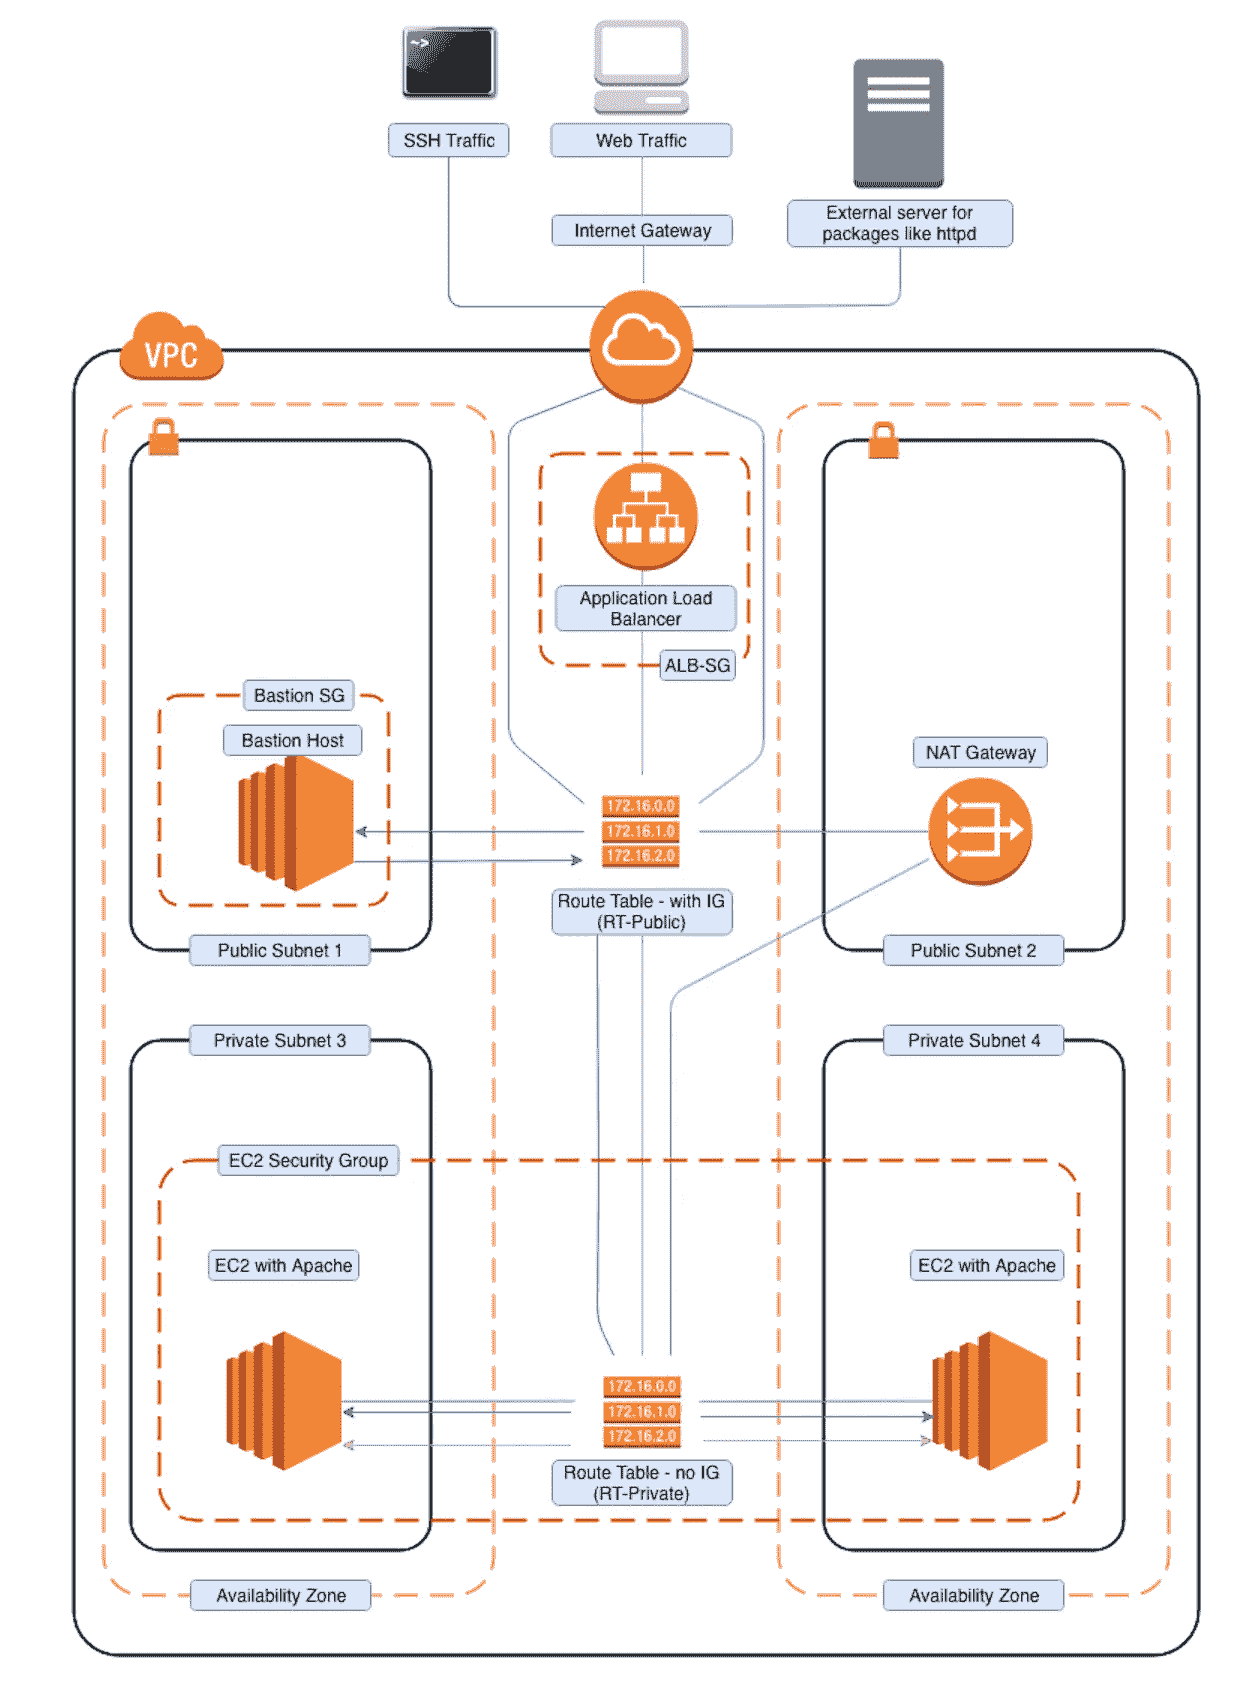 ~>
SSH Traffic
Web Traffic
External server for
packages like httpd
Internet Gateway
VPC
Application Load
Balancer
ALB-SG
Bastion SG
Bastion Host
NAT Gateway
172.16.0.0
172.16.1.0
172.16.2.0
Route Table - with IG
(RT-Public)
Public Subnet 1
Public Subnet 2
Private Subnet 3
Private Subnet 4
EC2 Security Group
EC2 with Apache
EC2 with Apache
172.16.0.0
172.16.1.0
172.16.2.0
Route Table - no IG
(RT-Private)
Availability Zone
Availability Zone